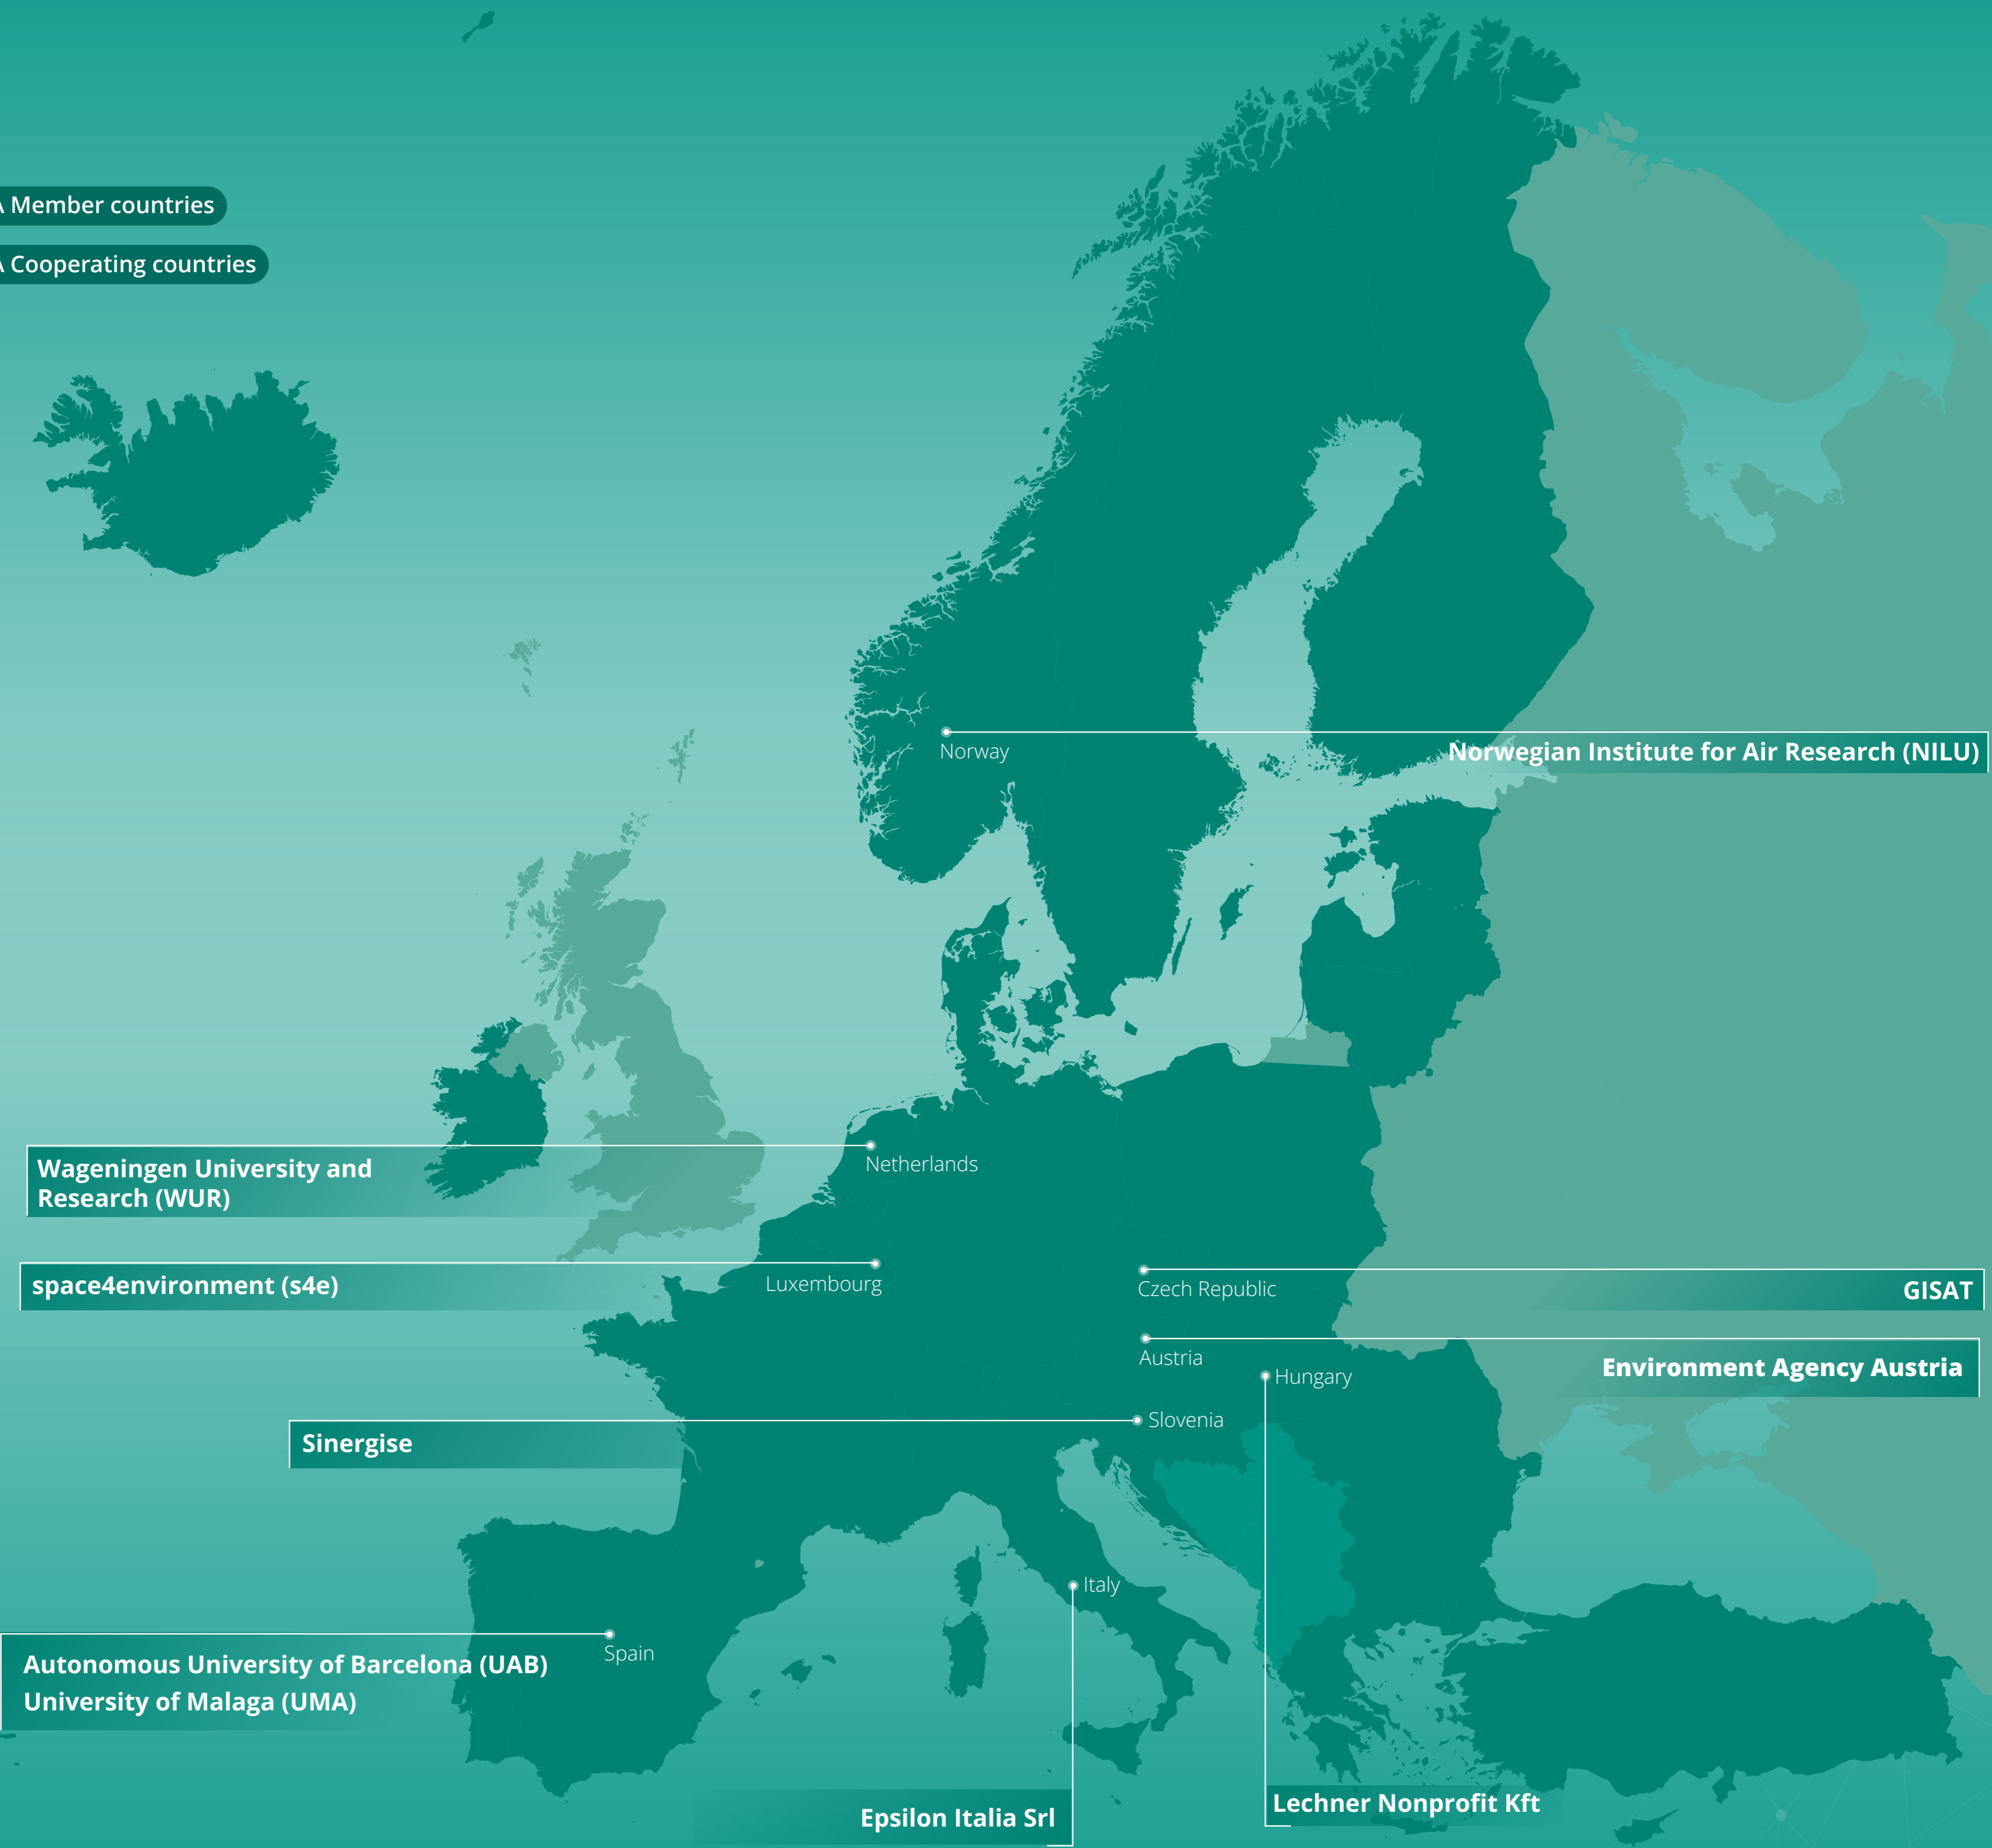 A Member countries
A Cooperating countries
Norway
Norwegian Institute for Air Research (NILU)
Wageningen University and
Research (WUR)
Netherlands
space4environment (s4e)
Luxembourg
Czech Republic
GISAT
Austria
Environment Agency Austria
Hungary
Sinergise
Slovenia
Italy
Spain
Autonomous University of Barcelona (UAB)
University of Malaga (UMA)
Epsilon Italia Srl
Lechner Nonprofit Kft